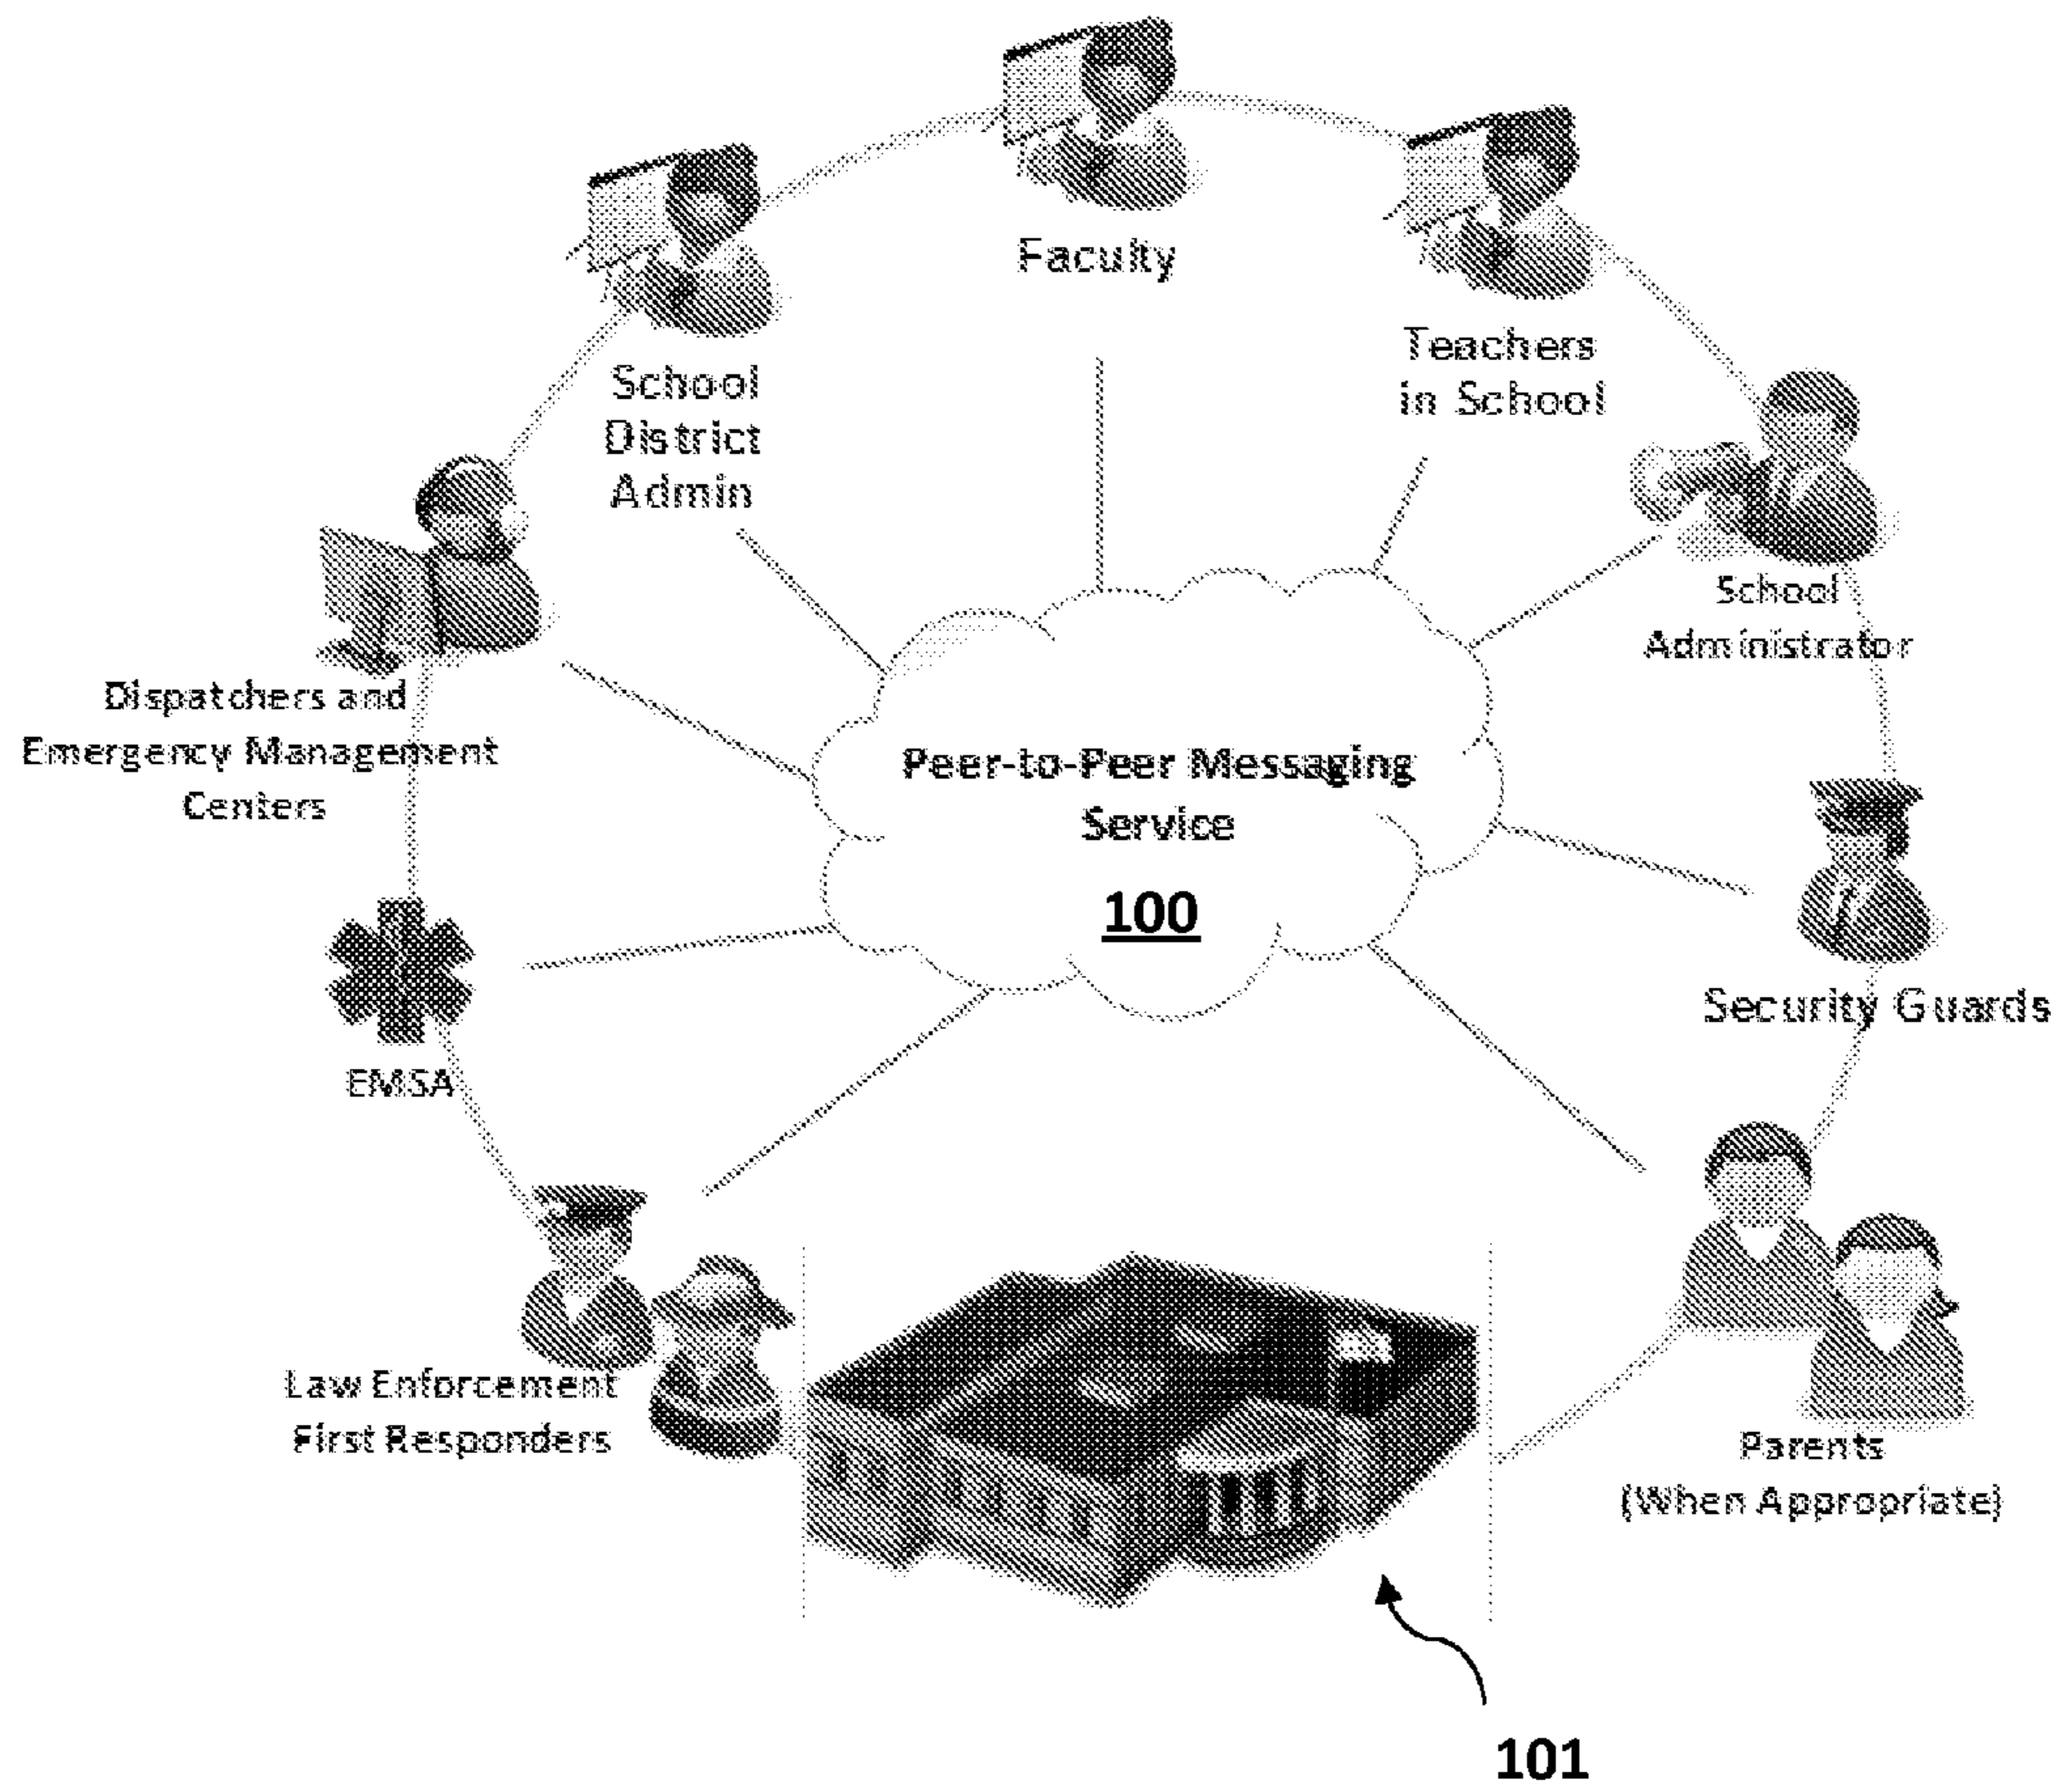 Faculty
Teachers
in School
School
District
Admin
School
Administrator
Dispatchers and
Emergency Management
Centers
Peer-to-Peer Messaging
Service
100
Security Guards
EMSA
Law Enforcement
First Responders
Parents
(When Appropriate)
101